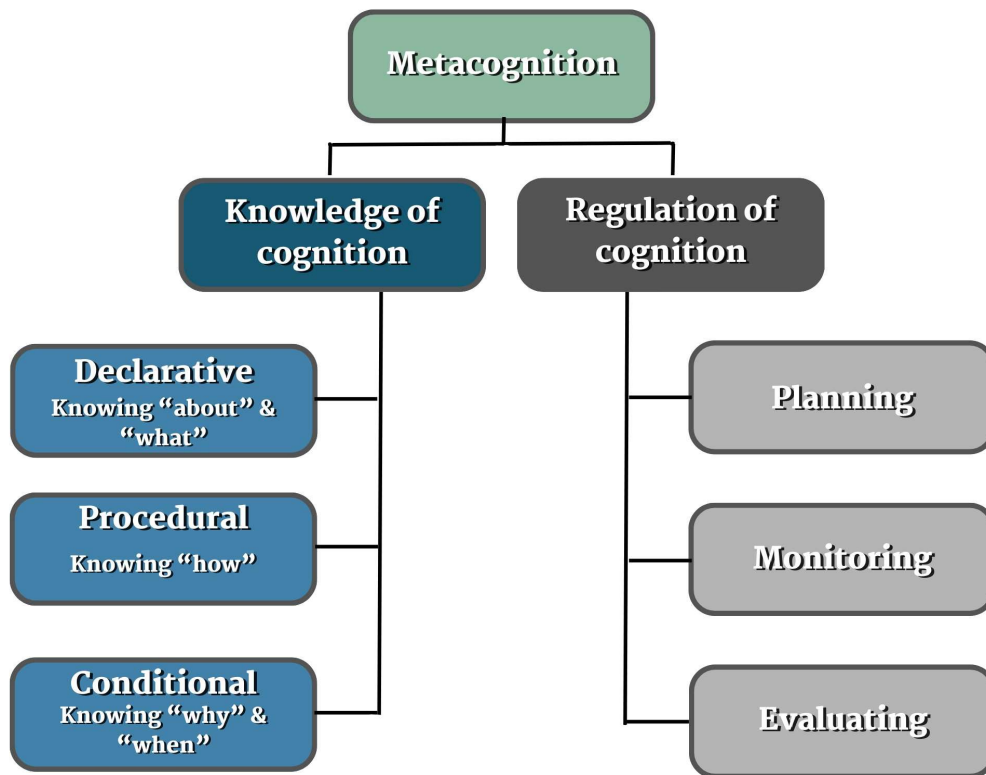 Metacognition
Knowledge of
cognition
Regulation of
cognition
Declarative
Knowing “about” &
“what”
Procedural
Knowing “how”
Conditional
Knowing “why” &
“when”
Planning
Monitoring
Evaluating